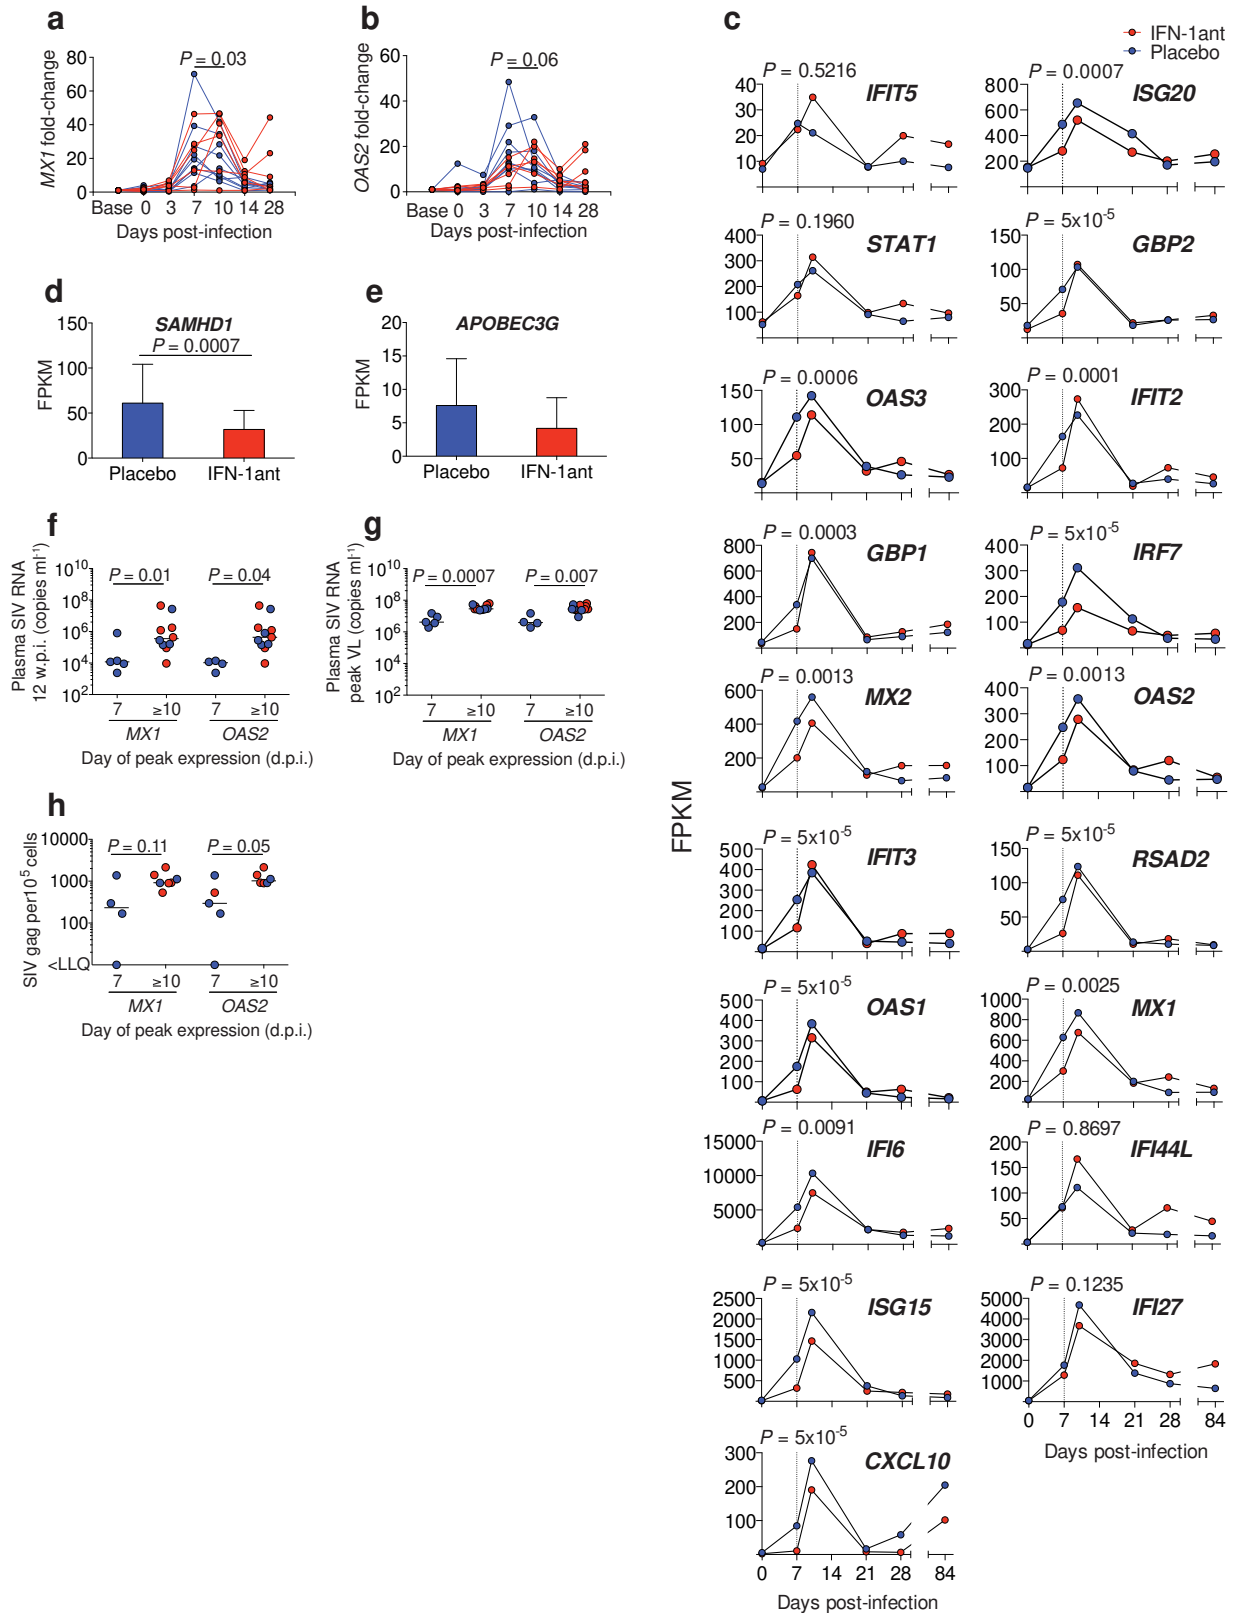 a
MX1 fold-change
P = 0.03
80
60
40
20
0
Base 0 3 7 10 14 28
Days post-infection
b
OAS2 fold-change
P = 0.06
60
40
20
0
Base 0 3 7 10 14 28
Days post-infection
c
IFN-1ant
Placebo
FPKM
P = 0.5216
IFIT5
40
30
20
10
P = 0.0007
ISG20
800
600
400
200
P = 0.1960
STAT1
400
300
200
100
P = 5x10-5
GBP2
150
100
50
P = 0.0006
OAS3
150
100
50
P = 0.0001
IFIT2
300
200
100
P = 0.0003
GBP1
800
600
400
200
P = 5x10-5
IRF7
400
300
200
100
P = 0.0013
MX2
600
400
200
P = 0.0013
OAS2
400
300
200
100
P = 5x10-5
IFIT3
500
400
300
200
100
P = 5x10-5
RSAD2
150
100
50
P = 5x10-5
OAS1
500
400
300
200
100
P = 0.0025
MX1
1000
800
600
400
200
P = 0.0091
IFI6
15000
10000
5000
P = 0.8697
IFI44L
200
150
100
50
P = 5x10-5
ISG15
2000
1500
1000
500
2500
P = 0.1235
IFI27
5000
4000
3000
2000
1000
0 7 14 21 28 84
Days post-infection
P = 5x10-5
CXCL10
300
200
100
0 7 14 21 28 84
Days post-infection
d
SAMHD1
P = 0.0007
FPKM
150
100
50
0
Placebo IFN-1ant
e
APOBEC3G
FPKM
20
15
10
5
0
Placebo IFN-1ant
f
Plasma SIV RNA
12 w.p.i. (copies ml-1)
P = 0.01 P = 0.04
1010
108
106
104
102
7 ≥10 7 ≥10
MX1 OAS2
Day of peak expression (d.p.i.)
g
Plasma SIV RNA
peak VL (copies ml-1)
P = 0.0007 P = 0.007
1010
108
106
104
102
7 ≥10 7 ≥10
MX1 OAS2
Day of peak expression (d.p.i.)
h
SIV gag per105 cells
P = 0.11 P = 0.05
10000
1000
100
<LLQ
7 ≥10 7 ≥10
MX1 OAS2
Day of peak expression (d.p.i.)